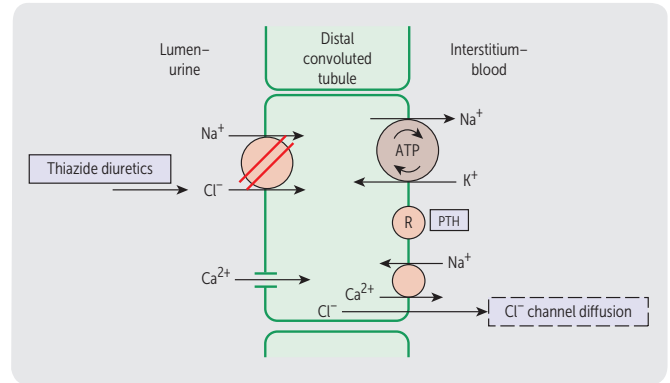 Lumen–
urine
Distal
convoluted
tubule
Interstitium–
blood
Na⁺
Na⁺
ATP
Thiazide diuretics
Cl⁻
K⁺
R
PTH
Na⁺
Ca²⁺
Ca²⁺
Cl⁻
Cl⁻ channel diffusion